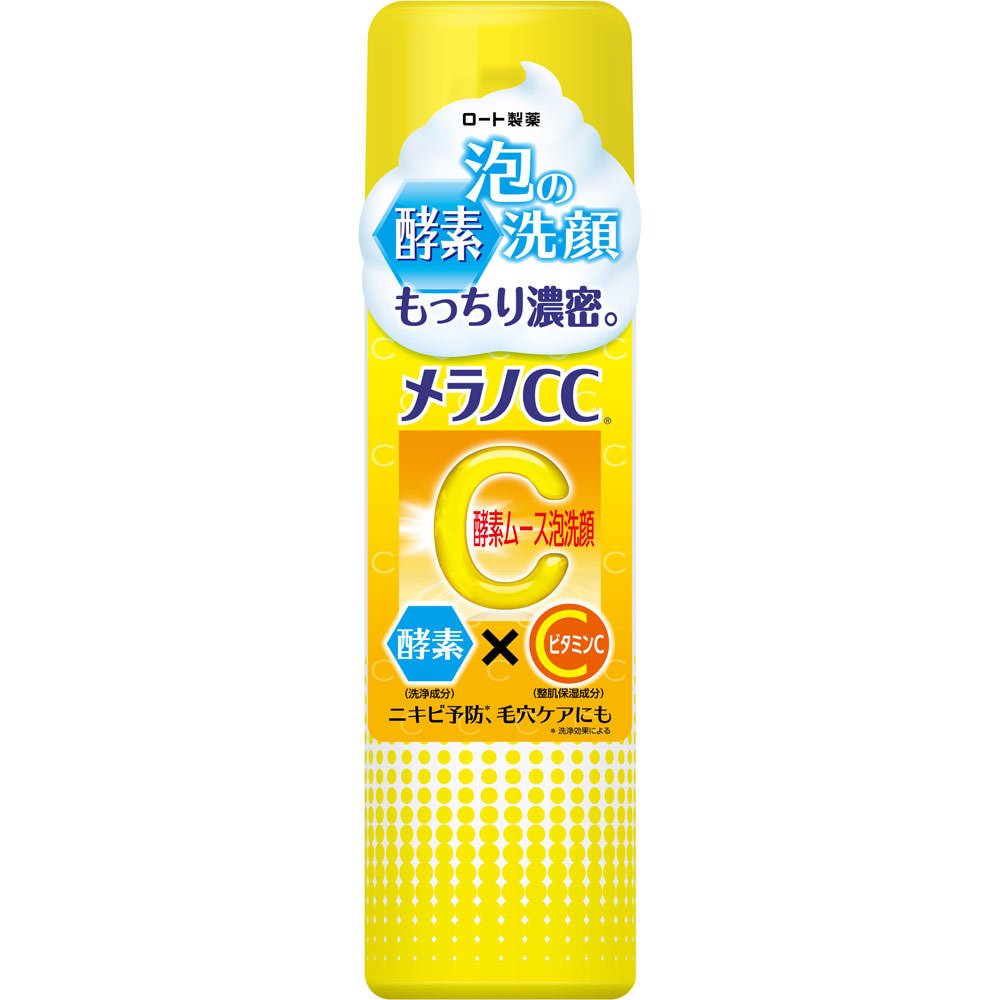 ロート製薬
泡の
酵素 洗顔
もっちり濃密。
メラノCC®
酵素ムース泡洗顔
酵素 × ビタミンC
(洗浄成分) (整肌保湿成分)
ニキビ予防*、毛穴ケアにも
* 洗浄効果による